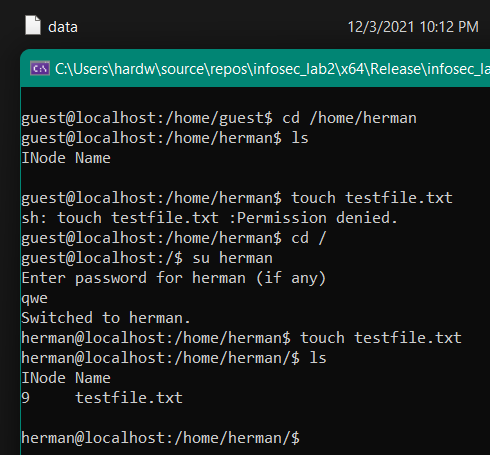 data 12/3/2021 10:12 PM
C:\Users\hardw\source\repos\infosec_lab2\x64\Release\infosec_la
guest@localhost:/home/guest$ cd /home/herman
guest@localhost:/home/herman$ ls
INode Name
guest@localhost:/home/herman$ touch testfile.txt
sh: touch testfile.txt :Permission denied.
guest@localhost:/home/herman$ cd /
guest@localhost:/$ su herman
Enter password for herman (if any)
qwe
Switched to herman.
herman@localhost:/home/herman$ touch testfile.txt
herman@localhost:/home/herman/$ ls
INode Name
9     testfile.txt
herman@localhost:/home/herman/$